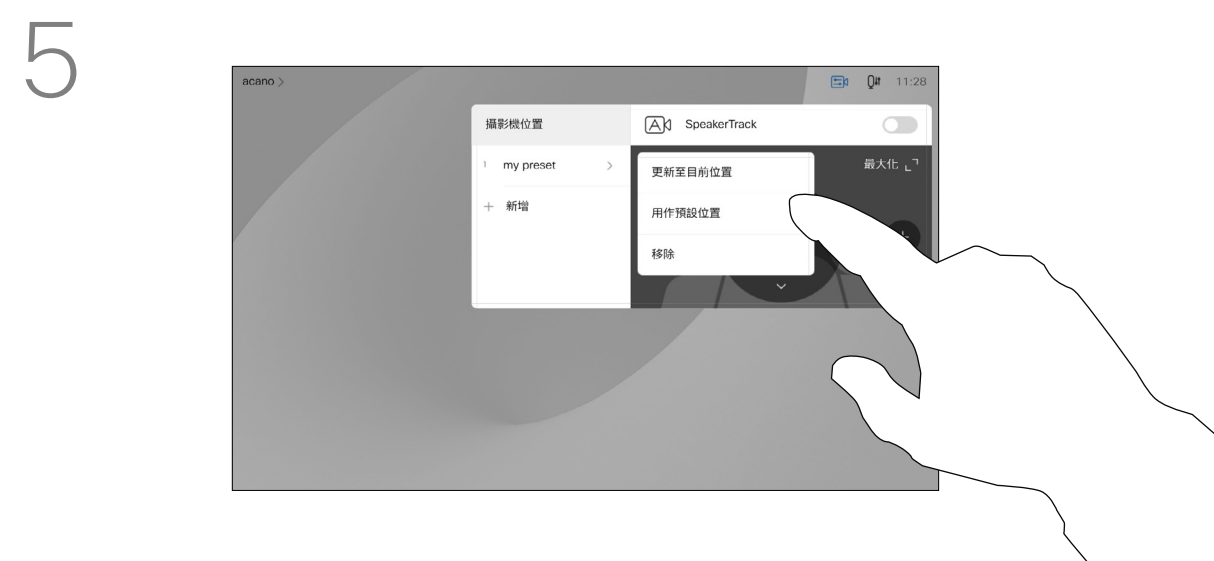 5
acano >
11:28
攝影機位置
SpeakerTrack
1 my preset >
更新至目前位置
最大化
+ 新增
用作預設位置
移除